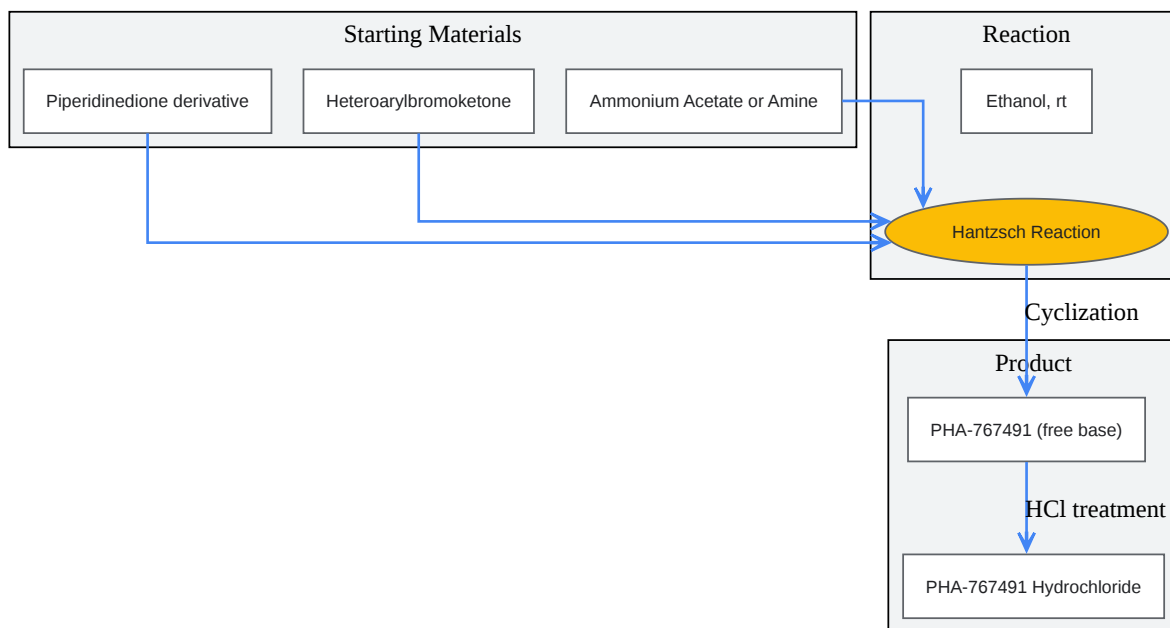 Starting Materials
Reaction
Piperidinedione derivative
Heteroarylbromoketone
Ammonium Acetate or Amine
Ethanol, rt
Hantzsch Reaction
Cyclization
Product
PHA-767491 (free base)
HCl treatment
PHA-767491 Hydrochloride